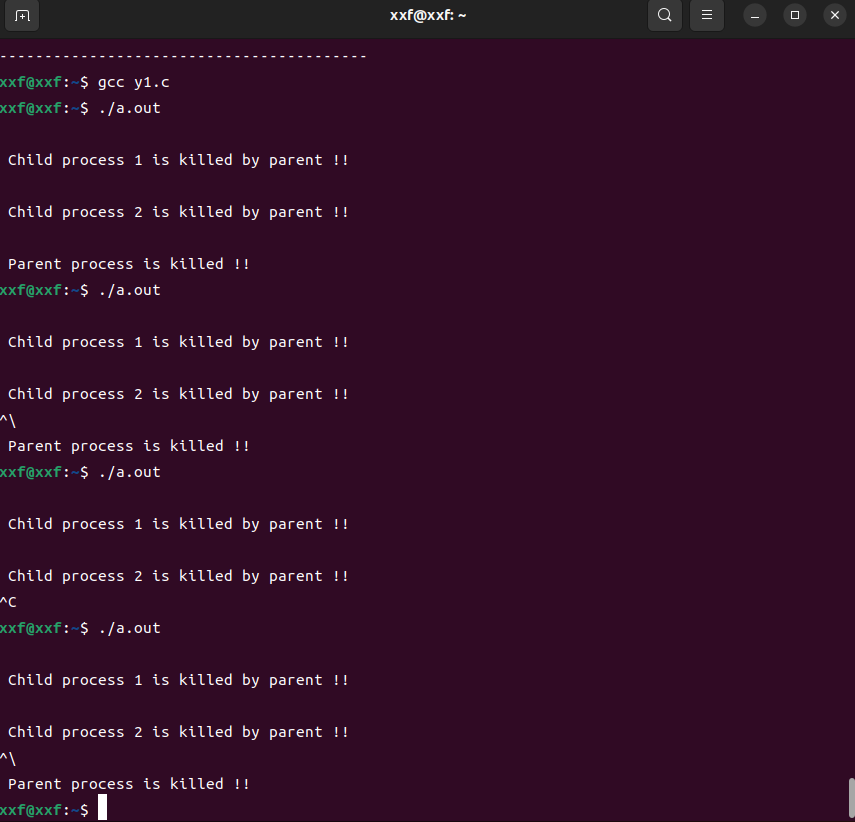 xxf@xxf: ~
-----------------------------------------
xxf@xxf:~$ gcc y1.c
xxf@xxf:~$ ./a.out
Child process 1 is killed by parent !!
Child process 2 is killed by parent !!
Parent process is killed !!
xxf@xxf:~$ ./a.out
Child process 1 is killed by parent !!
Child process 2 is killed by parent !!
^\
Parent process is killed !!
xxf@xxf:~$ ./a.out
Child process 1 is killed by parent !!
Child process 2 is killed by parent !!
^C
xxf@xxf:~$ ./a.out
Child process 1 is killed by parent !!
Child process 2 is killed by parent !!
^\
Parent process is killed !!
xxf@xxf:~$